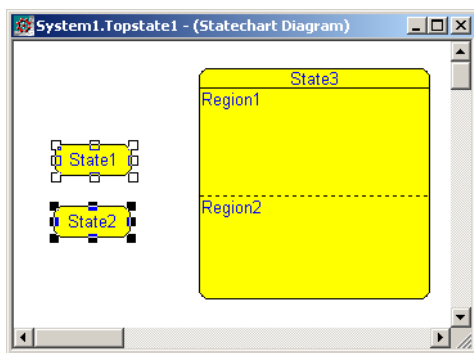 System1.Topstate1 - (Statechart Diagram)
State3
Region1
State1
Region2
State2